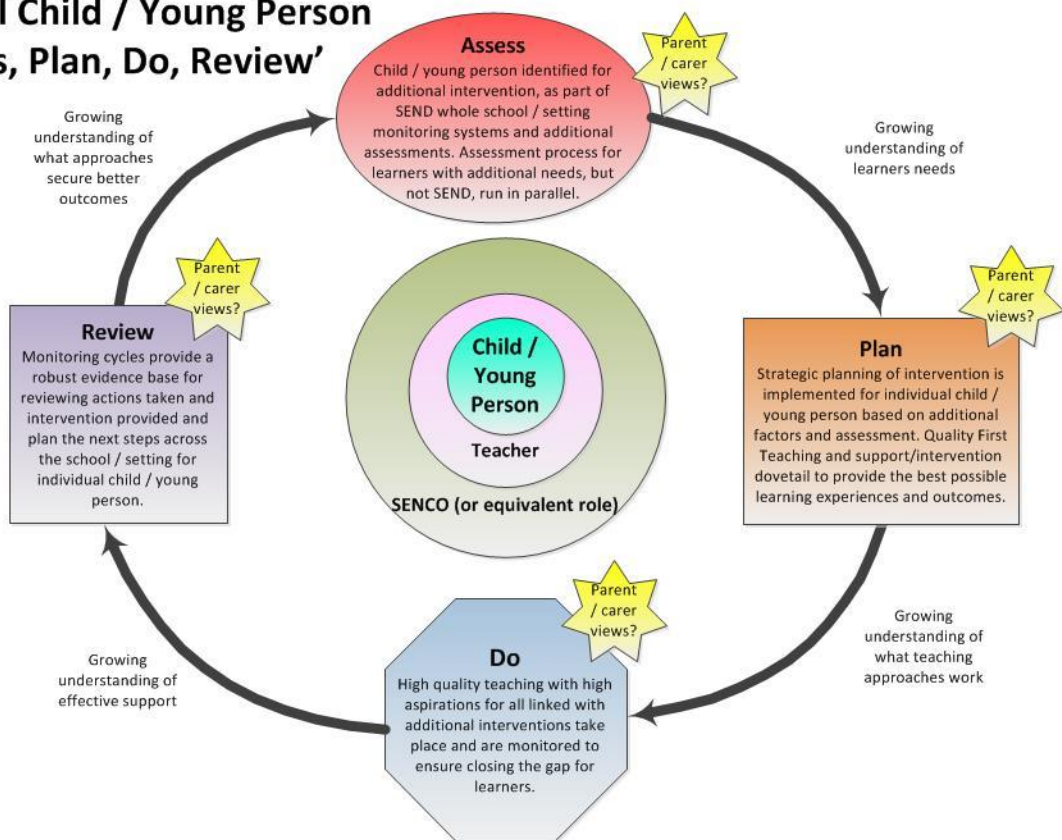 l Child / Young Person
s, Plan, Do, Review’
Assess
Child / young person identified for
additional intervention, as part of
SEND whole school / setting
monitoring systems and additional
assessments. Assessment process for
learners with additional needs, but
not SEND, run in parallel.
Parent
/ carer
views?
Growing
understanding of
what approaches
secure better
outcomes
Growing
understanding of
learners needs
Parent
/ carer
views?
Parent
/ carer
views?
Review
Monitoring cycles provide a
robust evidence base for
reviewing actions taken and
intervention provided and
plan the next steps across
the school / setting for
individual child / young
person.
Child /
Young
Person
Teacher
SENCO (or equivalent role)
Plan
Strategic planning of intervention is
implemented for individual child /
young person based on additional
factors and assessment. Quality First
Teaching and support/intervention
dovetail to provide the best possible
learning experiences and outcomes.
Parent
/ carer
views?
Do
High quality teaching with high
aspirations for all linked with
additional interventions take
place and are monitored to
ensure closing the gap for
learners.
Growing
understanding of
what teaching
approaches work
Growing
understanding of
effective support